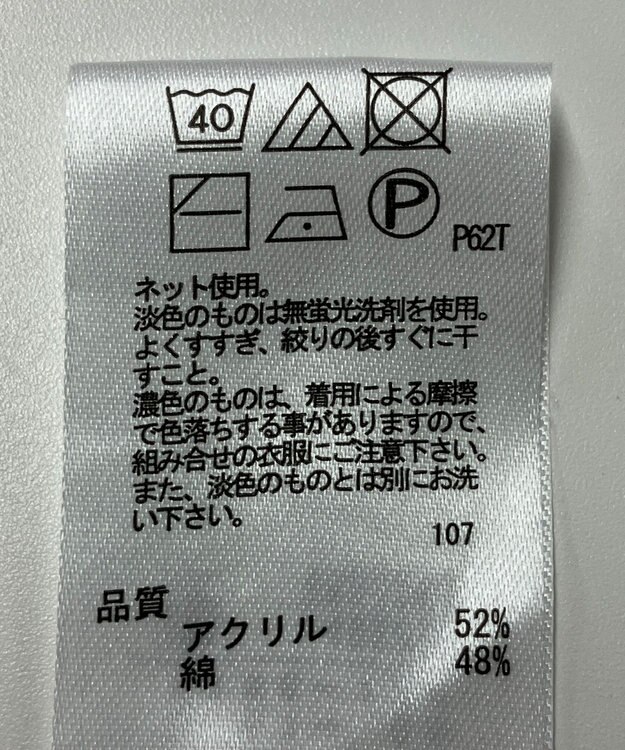 40
P
P62T
ネット使用。
淡色のものは無蛍光洗剤を使用。
よくすすぎ、絞りの後すぐに干
すこと。
濃色のものは、着用による摩擦
で色落ちする事がありますので、
組み合せの衣服にご注意下さい。
また、淡色のものとは別にお洗
い下さい。
107
品質
アクリル 52%
綿 48%